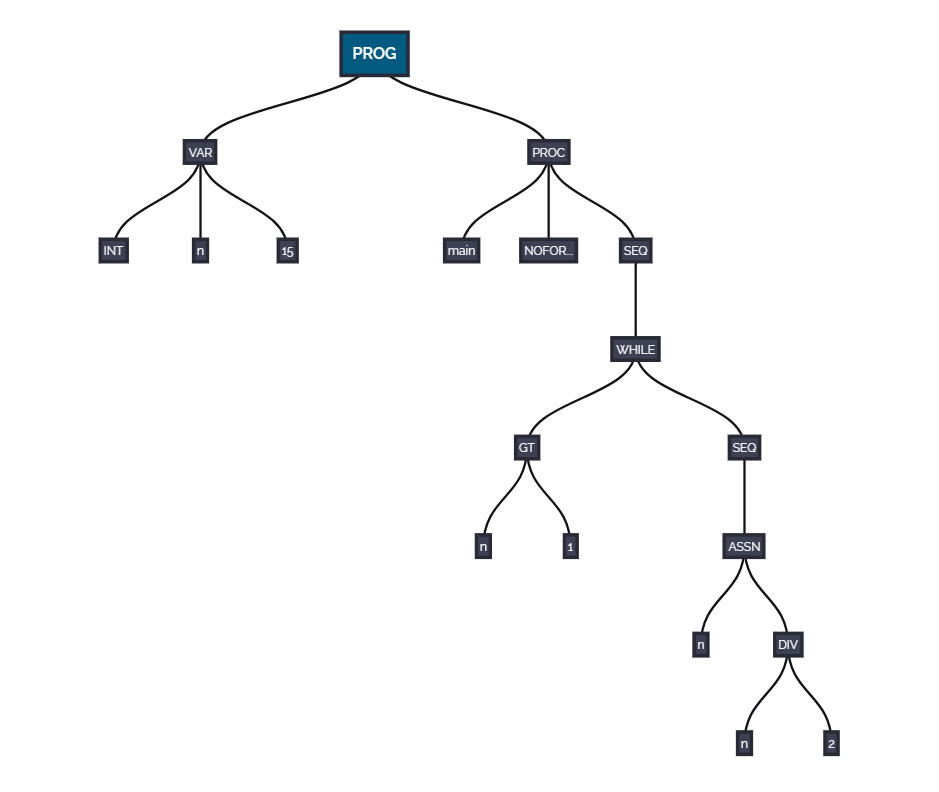 PROG
VAR PROC
INT n 15 main NOFOR... SEQ
WHILE
GT SEQ
n 1 ASSN
n DIV
n 2